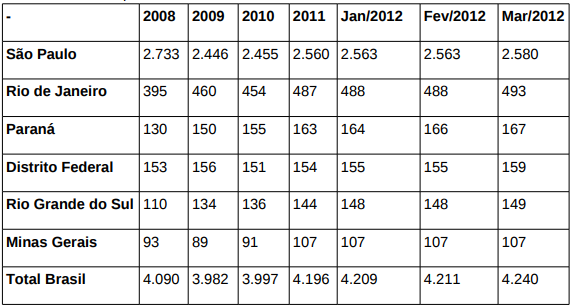 - 2008 2009 2010 2011 Jan/2012 Fev/2012 Mar/2012
São Paulo 2.733 2.446 2.455 2.560 2.563 2.563 2.580
Rio de Janeiro 395 460 454 487 488 488 493
Paraná 130 150 155 163 164 166 167
Distrito Federal 153 156 151 154 155 155 159
Rio Grande do Sul 110 134 136 144 148 148 149
Minas Gerais 93 89 91 107 107 107 107
Total Brasil 4.090 3.982 3.997 4.196 4.209 4.211 4.240